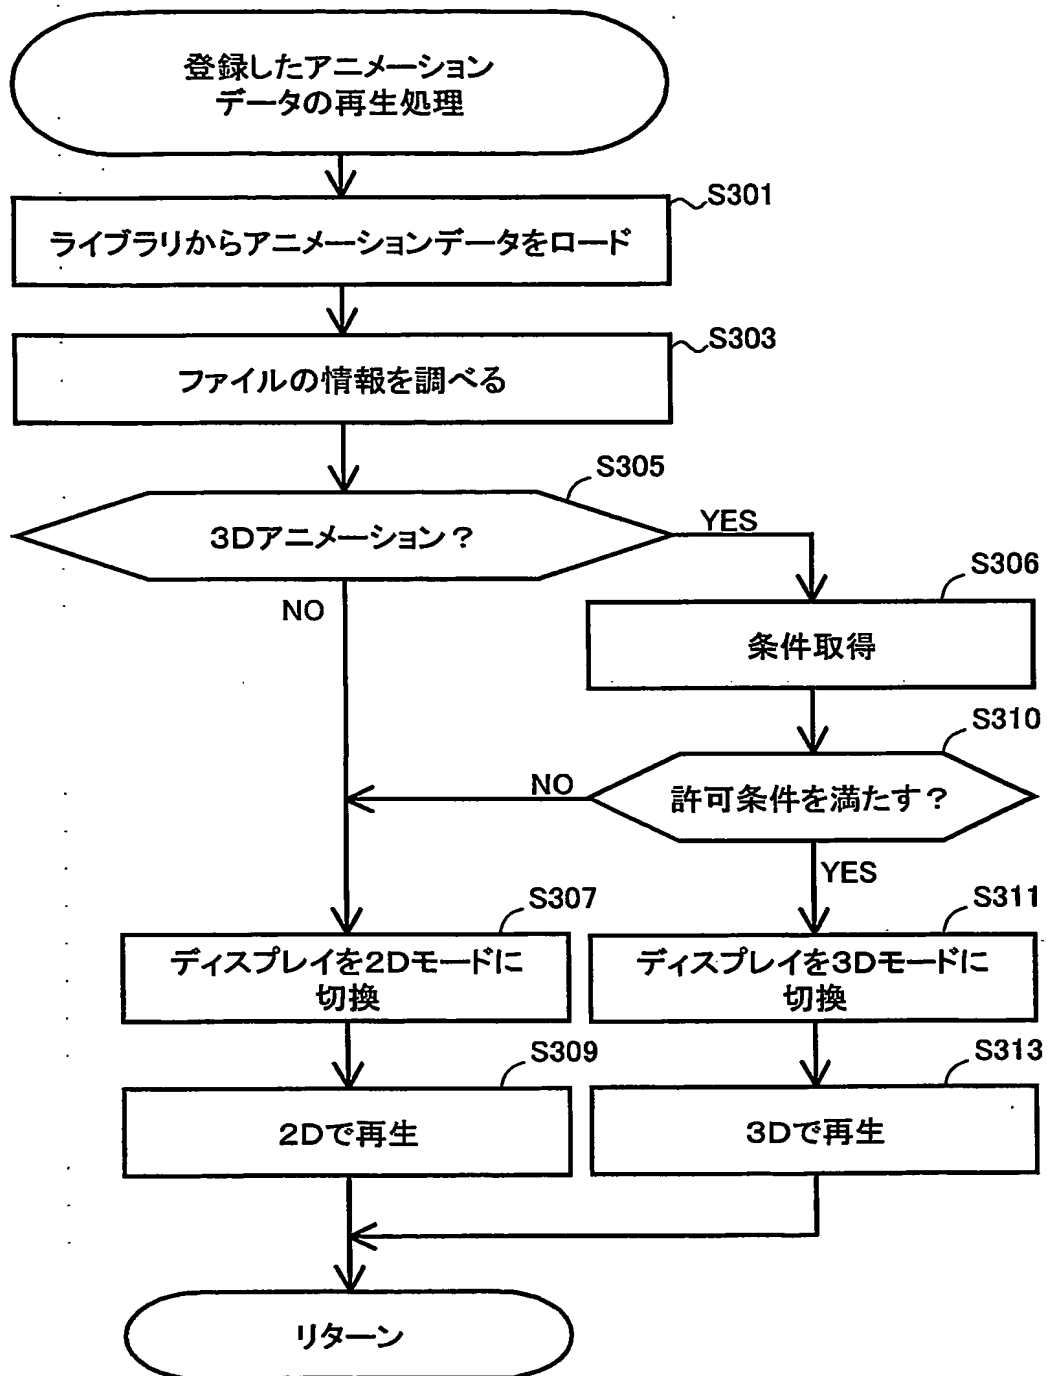 登録したアニメーション
データの再生処理
S301
ライブラリからアニメーションデータをロード
S303
ファイルの情報を調べる
S305
3Dアニメーション？
YES
NO
S306
条件取得
S310
許可条件を満たす？
NO
YES
S307
ディスプレイを2Dモードに
切換
S311
ディスプレイを3Dモードに
切換
S309
2Dで再生
S313
3Dで再生
リターン